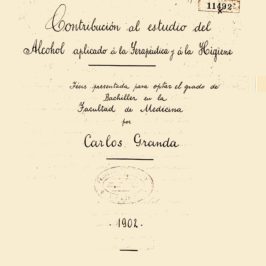 11492
Contribución al estudio del
Alcohol aplicado á la Terapéutica y á la Higiene
Tésis presentada para optar el grado de
Bachiller en la
Facultad de Medicina
por
Carlos Granda
1902.